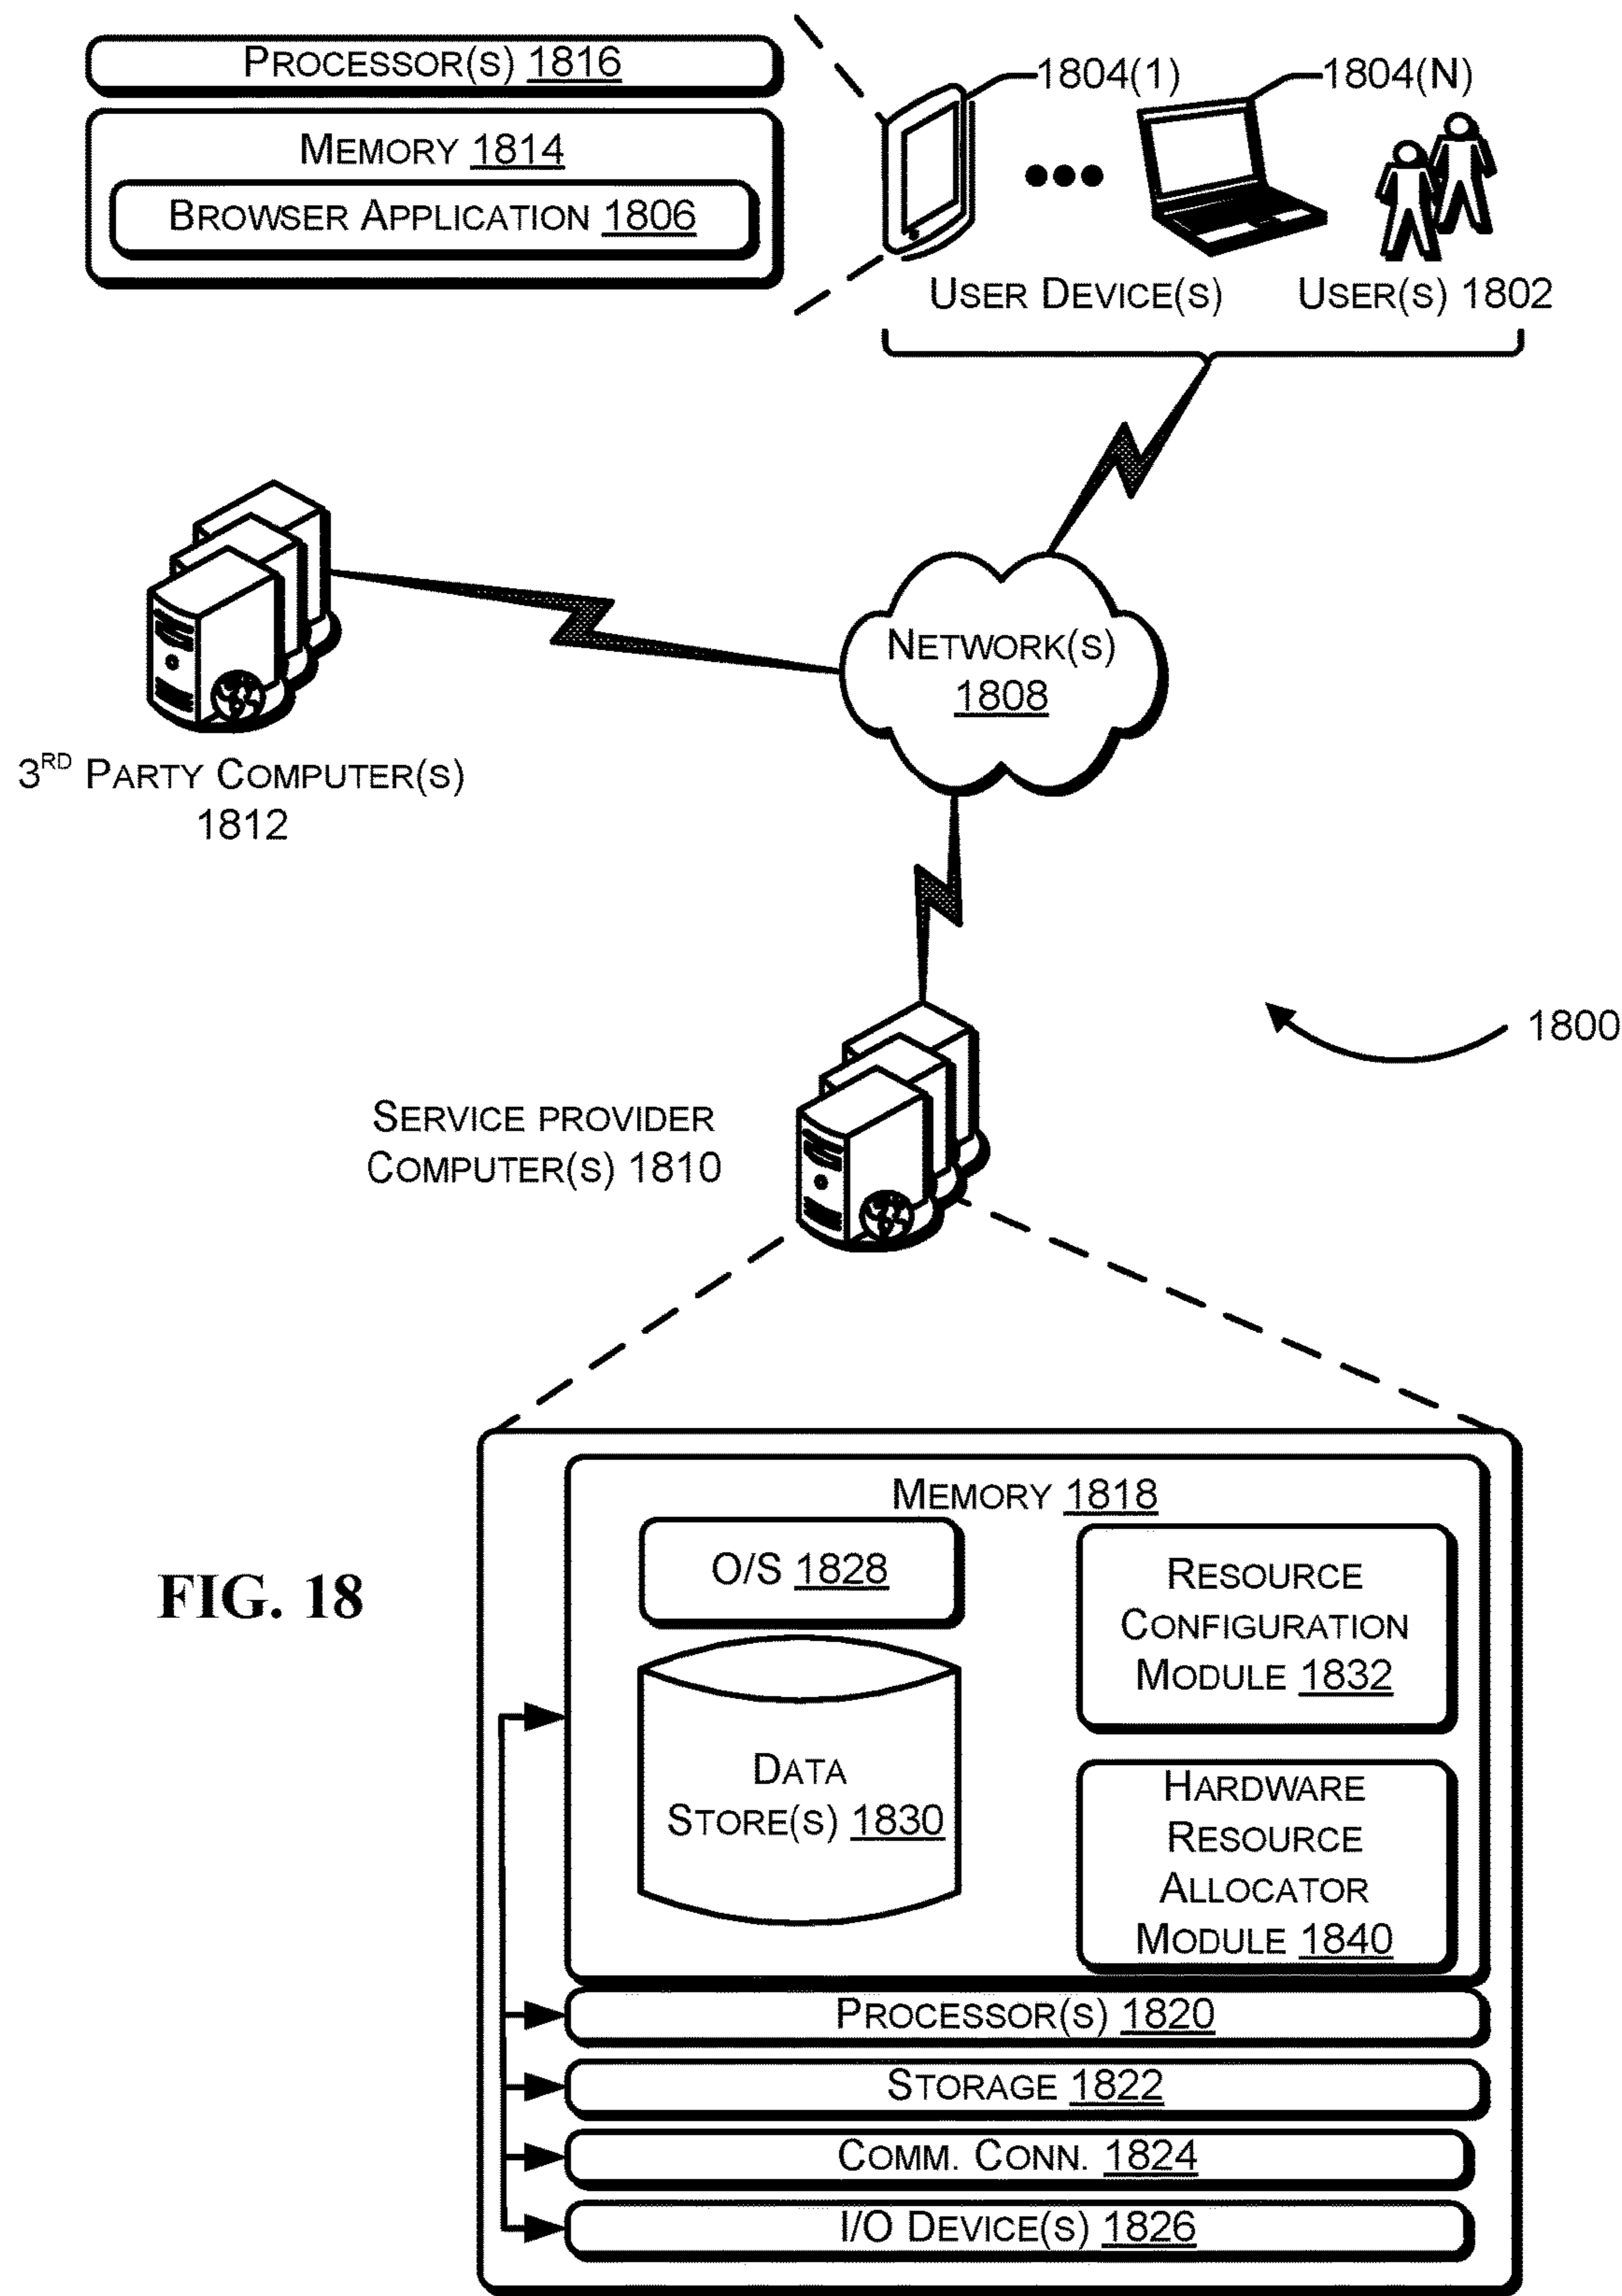 PROCESSOR(S) 1816
MEMORY 1814
BROWSER APPLICATION 1806
1804(1)
1804(N)
USER DEVICE(S)
USER(S) 1802
NETWORK(S)
1808
3RD PARTY COMPUTER(S)
1812
1800
SERVICE PROVIDER
COMPUTER(S) 1810
FIG. 18
MEMORY 1818
O/S 1828
DATA
STORE(S) 1830
RESOURCE
CONFIGURATION
MODULE 1832
HARDWARE
RESOURCE
ALLOCATOR
MODULE 1840
PROCESSOR(S) 1820
STORAGE 1822
COMM. CONN. 1824
I/O DEVICE(S) 1826